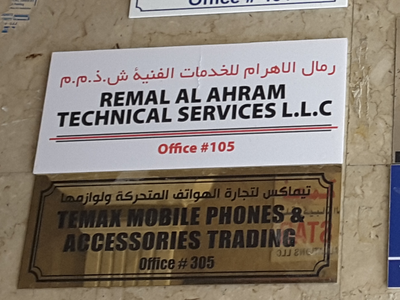 رمال الاهرام للخدمات الفنية ش.ذ.م.م
REMAL AL AHRAM
TECHNICAL SERVICES L.L.C
Office #105
تيماكس لتجارة الهواتف المتحركة ولوازمها
TEMAX MOBILE PHONES &
ACCESSORIES TRADING
Office # 305